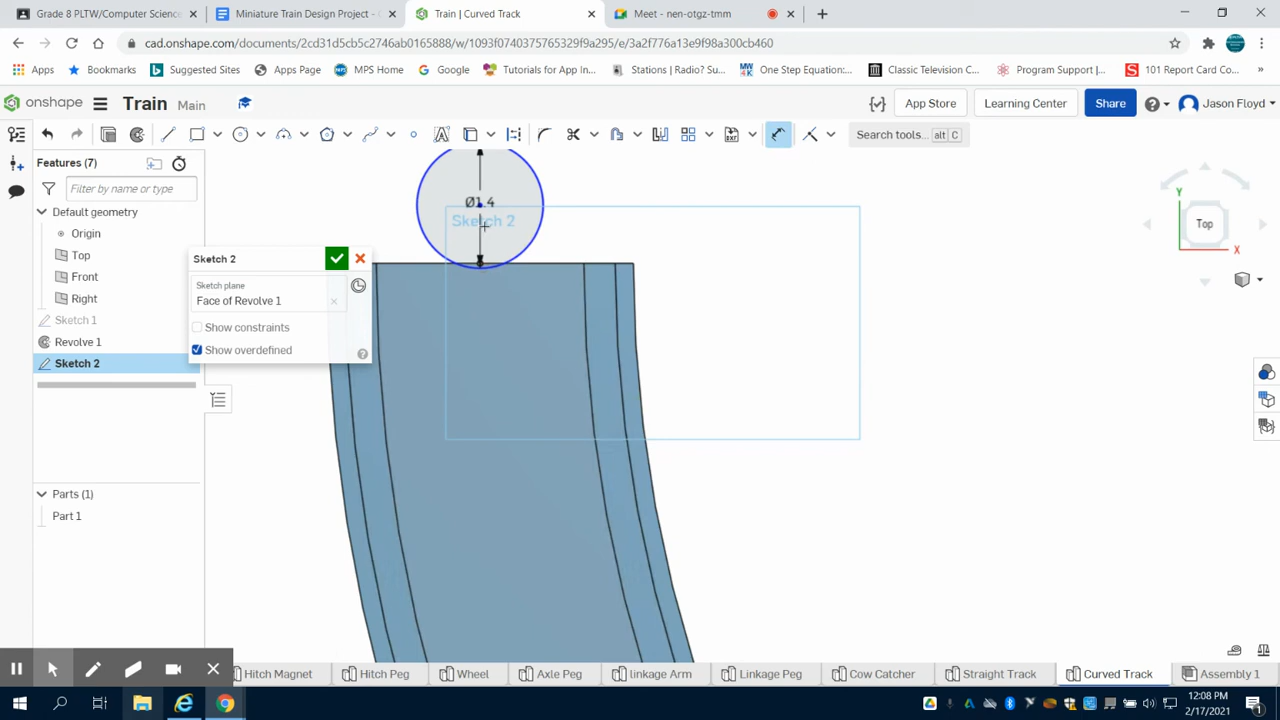 Grade 8 PLTW/Computer Science
Miniature Train Design Project -
Train | Curved Track
Meet - nen-otgz-tmm
cad.onshape.com/documents/2cd31d5cb5c2746ab0165888/w/1093f0740375765329f9a295/e/3a2f776a13e9f98a300cb460
Apps
Bookmarks
Suggested Sites
Apps Page
MPS Home
Google
Tutorials for App In...
Stations | Radio? Su...
One Step Equation:...
Classic Television C...
Program Support |...
101 Report Card Co...
onshape
Train
Main
App Store
Learning Center
Share
Jason Floyd
Search tools...
alt C
Features (7)
Filter by name or type
Default geometry
Origin
Top
Front
Right
Sketch 1
Revolve 1
Sketch 2
Sketch 2
Sketch plane
Face of Revolve 1
Show constraints
Show overdefined
Ø1.4
Sketch 2
Y
Top
X
Parts (1)
Part 1
Hitch Magnet
Hitch Peg
Wheel
Axle Peg
linkage Arm
Linkage Peg
Cow Catcher
Straight Track
Curved Track
Assembly 1
12:08 PM
2/17/2021